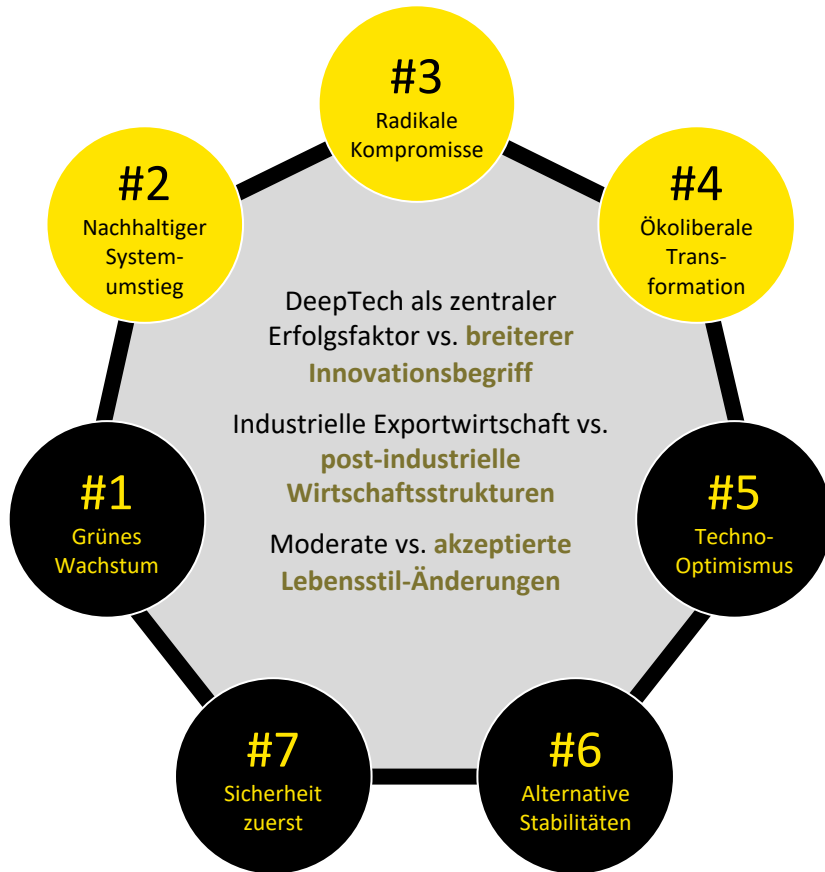 #3
Radikale
Kompromisse
#2
Nachhaltiger
System-
umstieg
#4
Ökoliberale
Trans-
formation
DeepTech als zentraler
Erfolgsfaktor vs. breiterer
Innovationsbegriff
Industrielle Exportwirtschaft vs.
post-industrielle
Wirtschaftsstrukturen
Moderate vs. akzeptierte
Lebensstil-Änderungen
#1
Grünes
Wachstum
#5
Techno-
Optimismus
#7
Sicherheit
zuerst
#6
Alternative
Stabilitäten